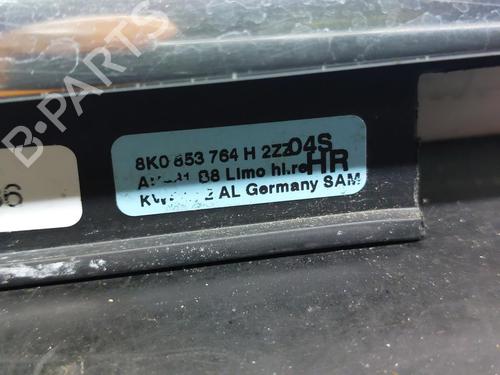 B-PARTS
8K0 853 764 H 2ZZ 04S
B8 Limo hi.re HR
AL Germany SAM
6